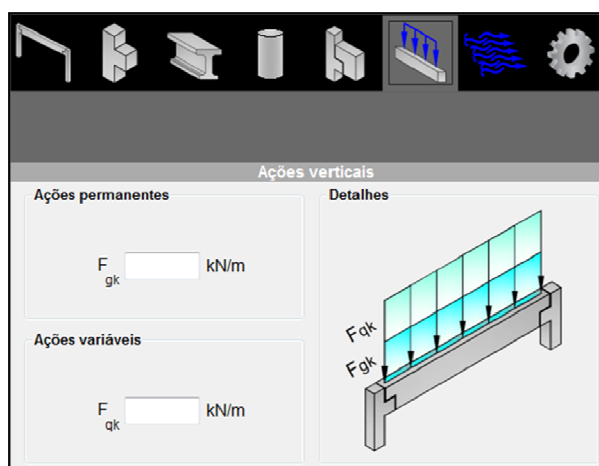 Ações verticais
Ações permanentes
F gk kN/m
Ações variáveis
F qk kN/m
Detalhes
Fqk
Fgk